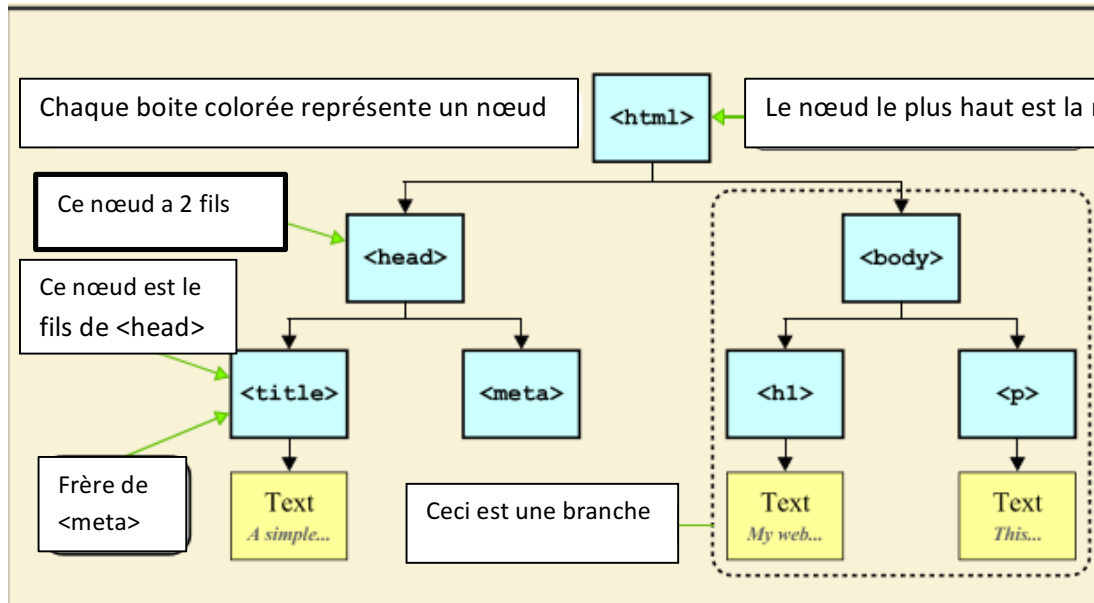 Chaque boite colorée représente un nœud
<html>
Le nœud le plus haut est la
Ce nœud a 2 fils
<head>
<body>
Ce nœud est le
fils de <head>
<title>
<meta>
<h1>
<p>
Frère de
<meta>
Text
A simple...
Ceci est une branche
Text
My web...
Text
This...